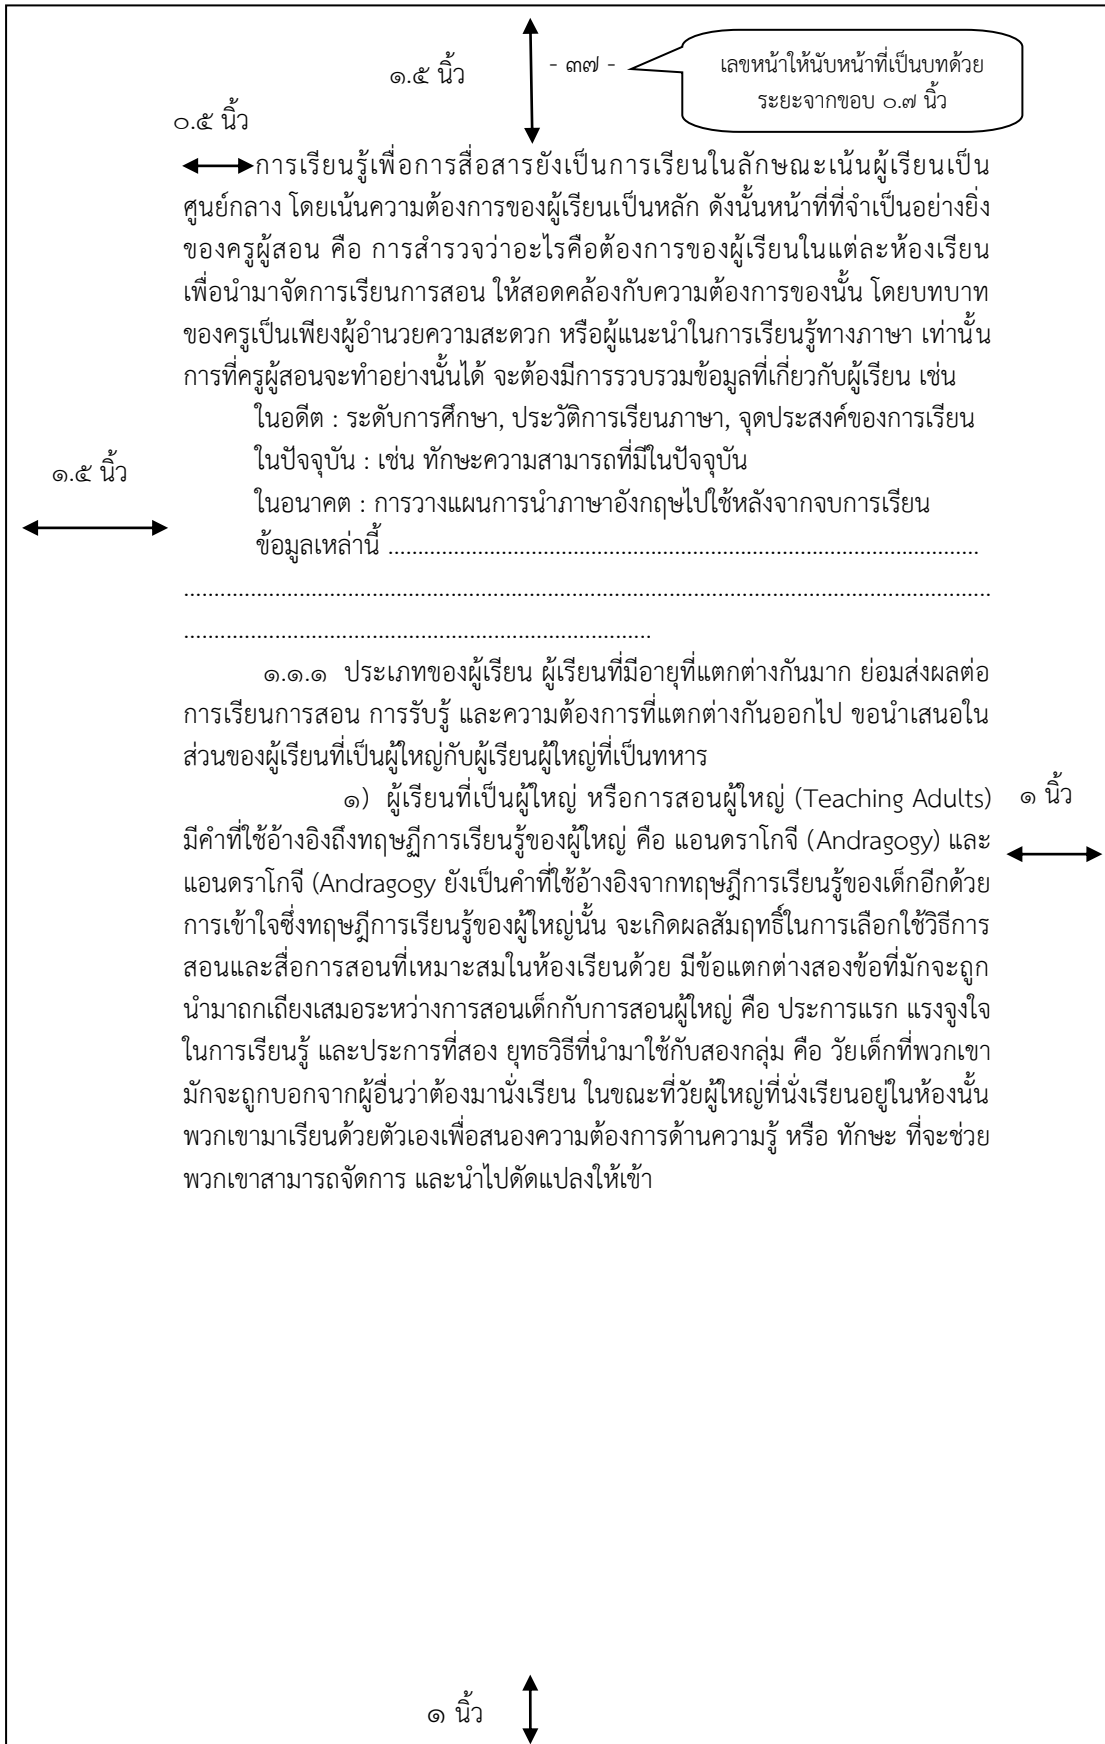 ๑.๕ นิ้ว
- ๓๗ -
เลขหน้าให้นับหน้าที่เป็นบทด้วย
ระยะจากขอบ ๐.๗ นิ้ว
๐.๕ นิ้ว
การเรียนรู้เพื่อการสื่อสารยังเป็นการเรียนในลักษณะเน้นผู้เรียนเป็น
ศูนย์กลาง โดยเน้นความต้องการของผู้เรียนเป็นหลัก ดังนั้นหน้าที่ที่จำเป็นอย่างยิ่ง
ของครูผู้สอน คือ การสำรวจว่าอะไรคือต้องการของผู้เรียนในแต่ละห้องเรียน
เพื่อนำมาจัดการเรียนการสอน ให้สอดคล้องกับความต้องการของนั้น โดยบทบาท
ของครูเป็นเพียงผู้อำนวยความสะดวก หรือผู้แนะนำในการเรียนรู้ทางภาษา เท่านั้น
การที่ครูผู้สอนจะทำอย่างนั้นได้ จะต้องมีการรวบรวมข้อมูลที่เกี่ยวกับผู้เรียน เช่น
ในอดีต : ระดับการศึกษา, ประวัติการเรียนภาษา, จุดประสงค์ของการเรียน
ในปัจจุบัน : เช่น ทักษะความสามารถที่มีในปัจจุบัน
๑.๕ นิ้ว
ในอนาคต : การวางแผนการนำภาษาอังกฤษไปใช้หลังจากจบการเรียน
ข้อมูลเหล่านี้ ..................................................................................................
......................................................................................................................................
..............................................................................
๑.๑.๑ ประเภทของผู้เรียน ผู้เรียนที่มีอายุที่แตกต่างกันมาก ย่อมส่งผลต่อ
การเรียนการสอน การรับรู้ และความต้องการที่แตกต่างกันออกไป ขอนำเสนอใน
ส่วนของผู้เรียนที่เป็นผู้ใหญ่กับผู้เรียนผู้ใหญ่ที่เป็นทหาร
๑) ผู้เรียนที่เป็นผู้ใหญ่ หรือการสอนผู้ใหญ่ (Teaching Adults)
๑ นิ้ว
มีคำที่ใช้อ้างอิงถึงทฤษฏีการเรียนรู้ของผู้ใหญ่ คือ แอนดราโกจี (Andragogy) และ
แอนดราโกจี (Andragogy ยังเป็นคำที่ใช้อ้างอิงจากทฤษฎีการเรียนรู้ของเด็กอีกด้วย
การเข้าใจซึ่งทฤษฎีการเรียนรู้ของผู้ใหญ่นั้น จะเกิดผลสัมฤทธิ์ในการเลือกใช้วิธีการ
สอนและสื่อการสอนที่เหมาะสมในห้องเรียนด้วย มีข้อแตกต่างสองข้อที่มักจะถูก
นำมาถกเถียงเสมอระหว่างการสอนเด็กกับการสอนผู้ใหญ่ คือ ประการแรก แรงจูงใจ
ในการเรียนรู้ และประการที่สอง ยุทธวิธีที่นำมาใช้กับสองกลุ่ม คือ วัยเด็กที่พวกเขา
มักจะถูกบอกจากผู้อื่นว่าต้องมานั่งเรียน ในขณะที่วัยผู้ใหญ่ที่นั่งเรียนอยู่ในห้องนั้น
พวกเขามาเรียนด้วยตัวเองเพื่อสนองความต้องการด้านความรู้ หรือ ทักษะ ที่จะช่วย
พวกเขาสามารถจัดการ และนำไปดัดแปลงให้เข้า
๑ นิ้ว